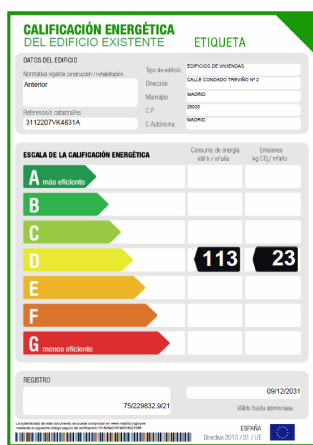 CALIFICACIÓN ENERGÉTICA
DEL EDIFICIO EXISTENTE ETIQUETA
DATOS DEL EDIFICIO
Normativa vigente construcción / rehabilitación
Anterior
Referencia/s catastral/es
3112207VK4831A
Tipo de edificio EDIFICIOS DE VIVIENDAS
Dirección CALLE CONDADO TREVIÑO Nº 2
Municipio MADRID
C.P. 28033
C.Autónoma MADRID
ESCALA DE LA CALIFICACIÓN ENERGÉTICA
Consumo de energía
kW h / m²año
Emisiones
kg CO₂ / m²año
A más eficiente
B
C
D 113 23
E
F
G menos eficiente
REGISTRO
75/229832.9/21
09/12/2031
Válido hasta dd/mm/aaaa
ESPAÑA
Directiva 2010 / 31 / UE